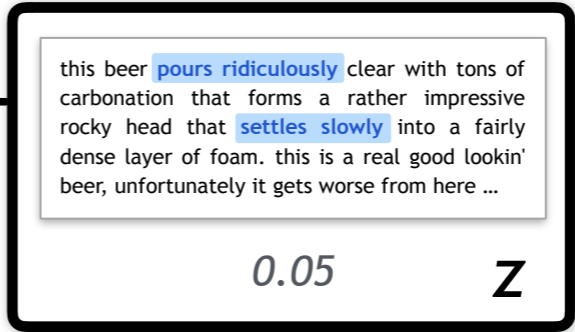 this beer pours ridiculously clear with tons of
carbonation that forms a rather impressive
rocky head that settles slowly into a fairly
dense layer of foam. this is a real good lookin'
beer, unfortunately it gets worse from here ...
0.05
Z